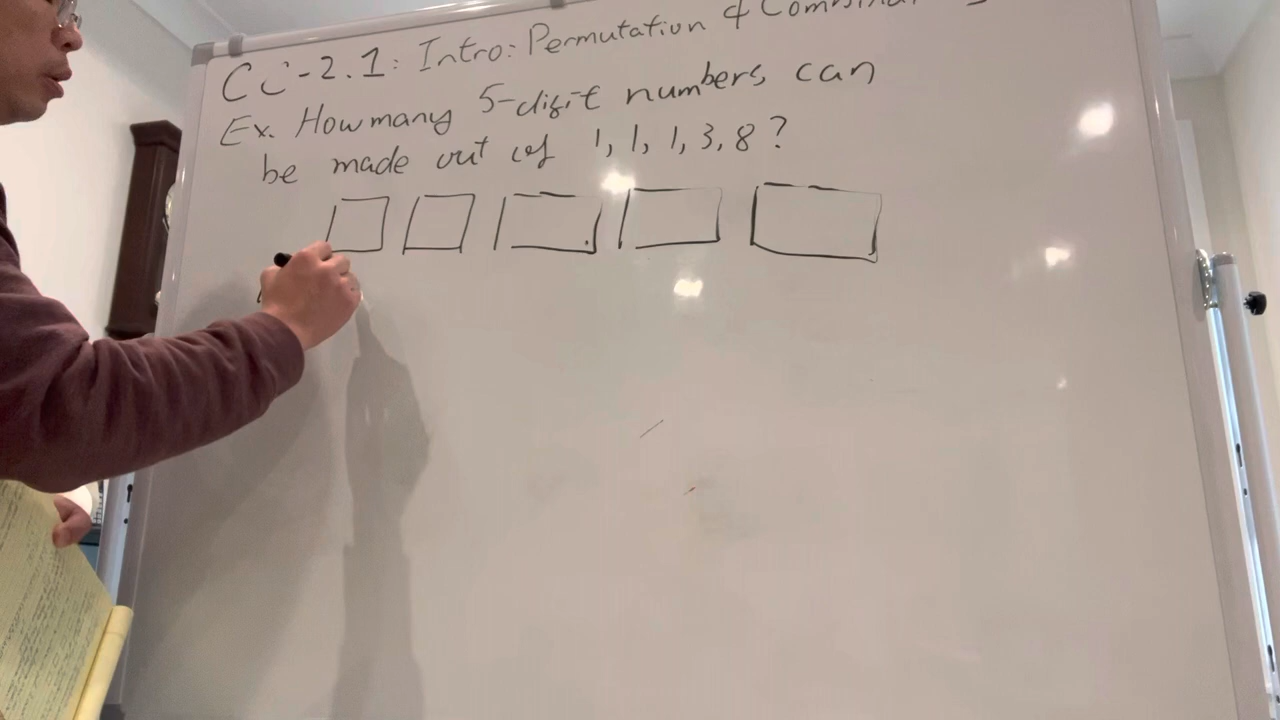 CC-2.1: Intro: Permutation &
Ex. How many 5-digit numbers can
be made out of 1, 1, 1, 3, 8?